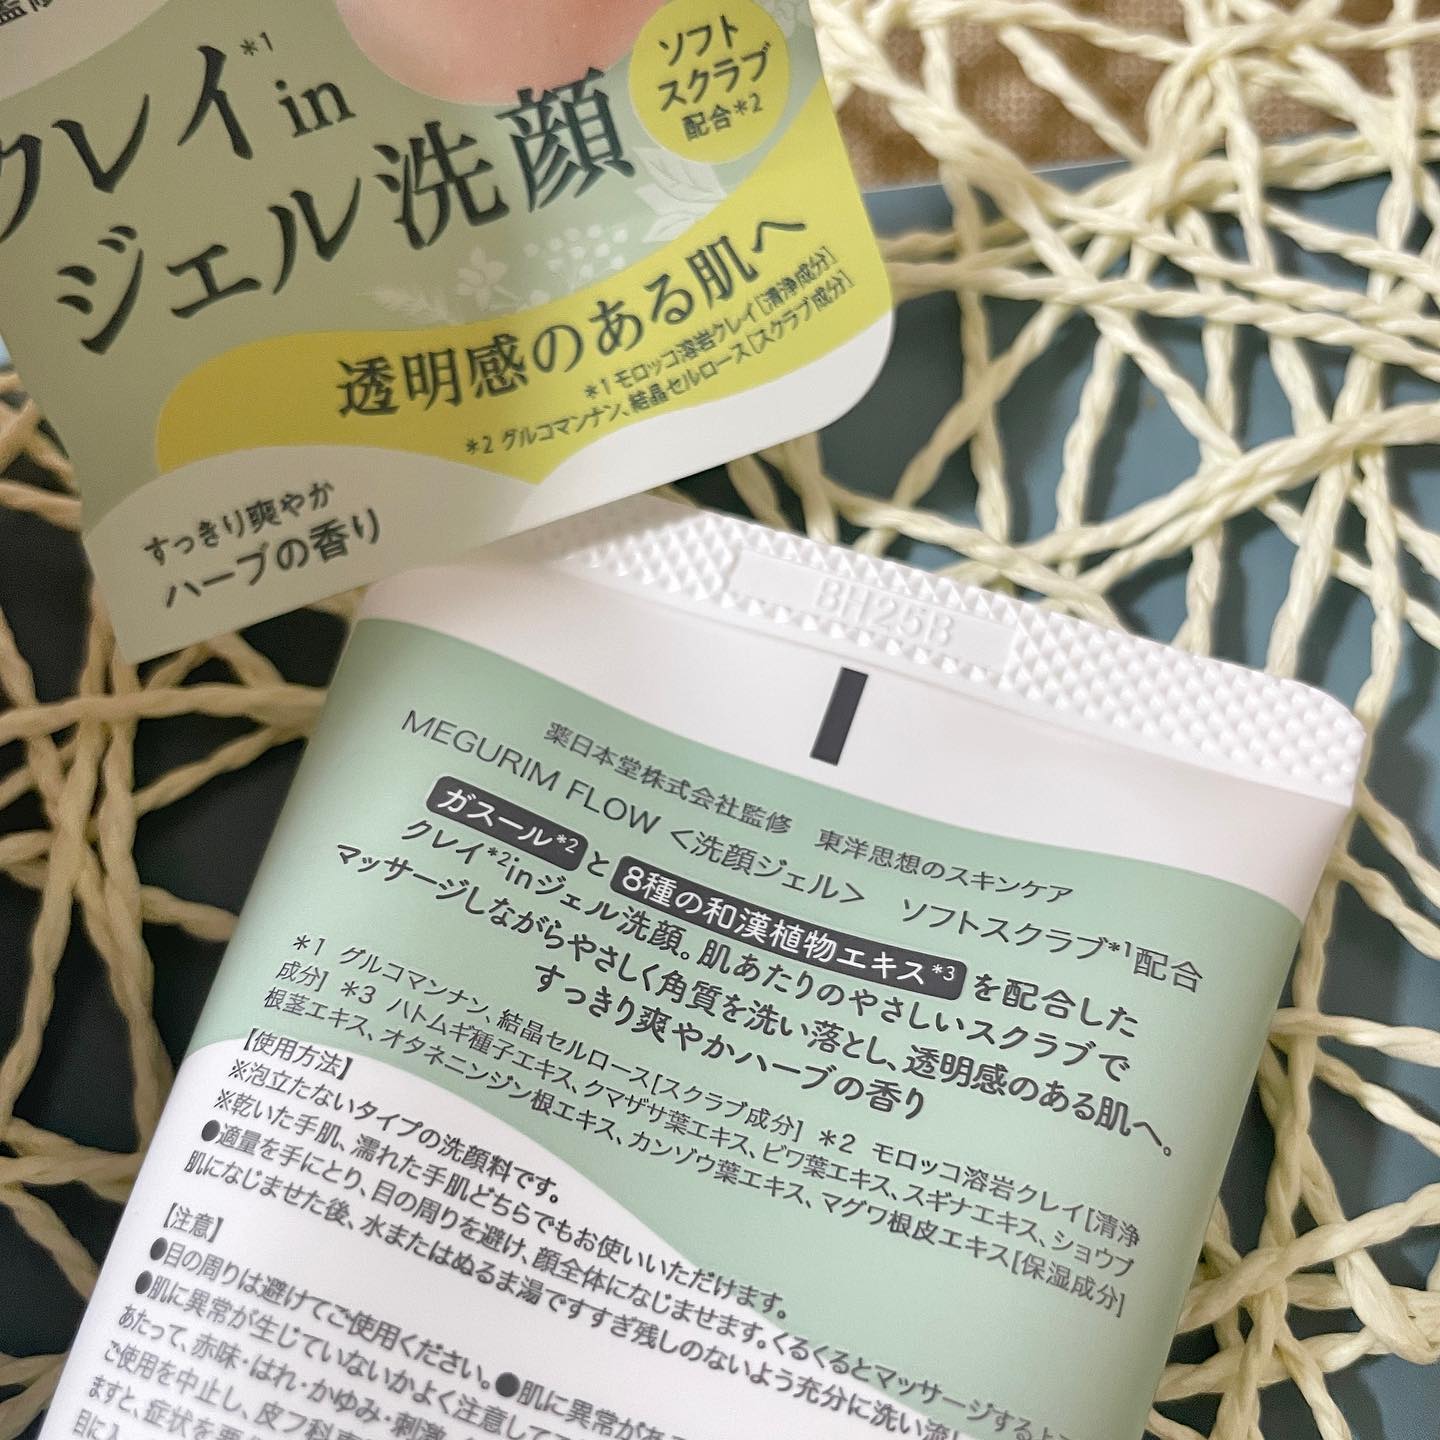 クレイ*1 in
ジェル洗顔
ソフト
スクラブ
配合*2
透明感のある肌へ
*1 モロッコ溶岩クレイ[清浄成分]
*2 グルコマンナン、結晶セルロース[スクラブ成分]
すっきり爽やか
ハーブの香り
BH25B
薬日本堂株式会社監修 東洋思想のスキンケア
MEGURIM FLOW <洗顔ジェル> ソフトスクラブ*1配合
ガスール*2と8種の和漢植物エキス*3を配合した
クレイ*2inジェル洗顔。肌あたりのやさしいスクラブで
マッサージしながらやさしく角質を洗い落とし、透明感のある肌へ。
すっきり爽やかハーブの香り
*1 グルコマンナン、結晶セルロース[スクラブ成分] *2 モロッコ溶岩クレイ[清浄
成分] *3 ハトムギ種子エキス、クマザサ葉エキス、ビワ葉エキス、スギナエキス、ショウブ
根茎エキス、オタネニンジン根エキス、カンゾウ葉エキス、マグワ根皮エキス[保湿成分]
【使用方法】
※泡立たないタイプの洗顔料です。
※乾いた手肌、濡れた手肌どちらでもお使いいただけます。
●適量を手にとり、目の周りを避け、顔全体になじませます。くるくるとマッサージする
肌になじませた後、水またはぬるま湯ですすぎ残しのないよう充分に洗い流
【注意】
●目の周りは避けてご使用ください。●肌に異常がある
●肌に異常が生じていないかよく注意して
あたって、赤味・はれ・かゆみ・刺激
ご使用を中止し、皮フ科
ますと、症状を悪
目に入